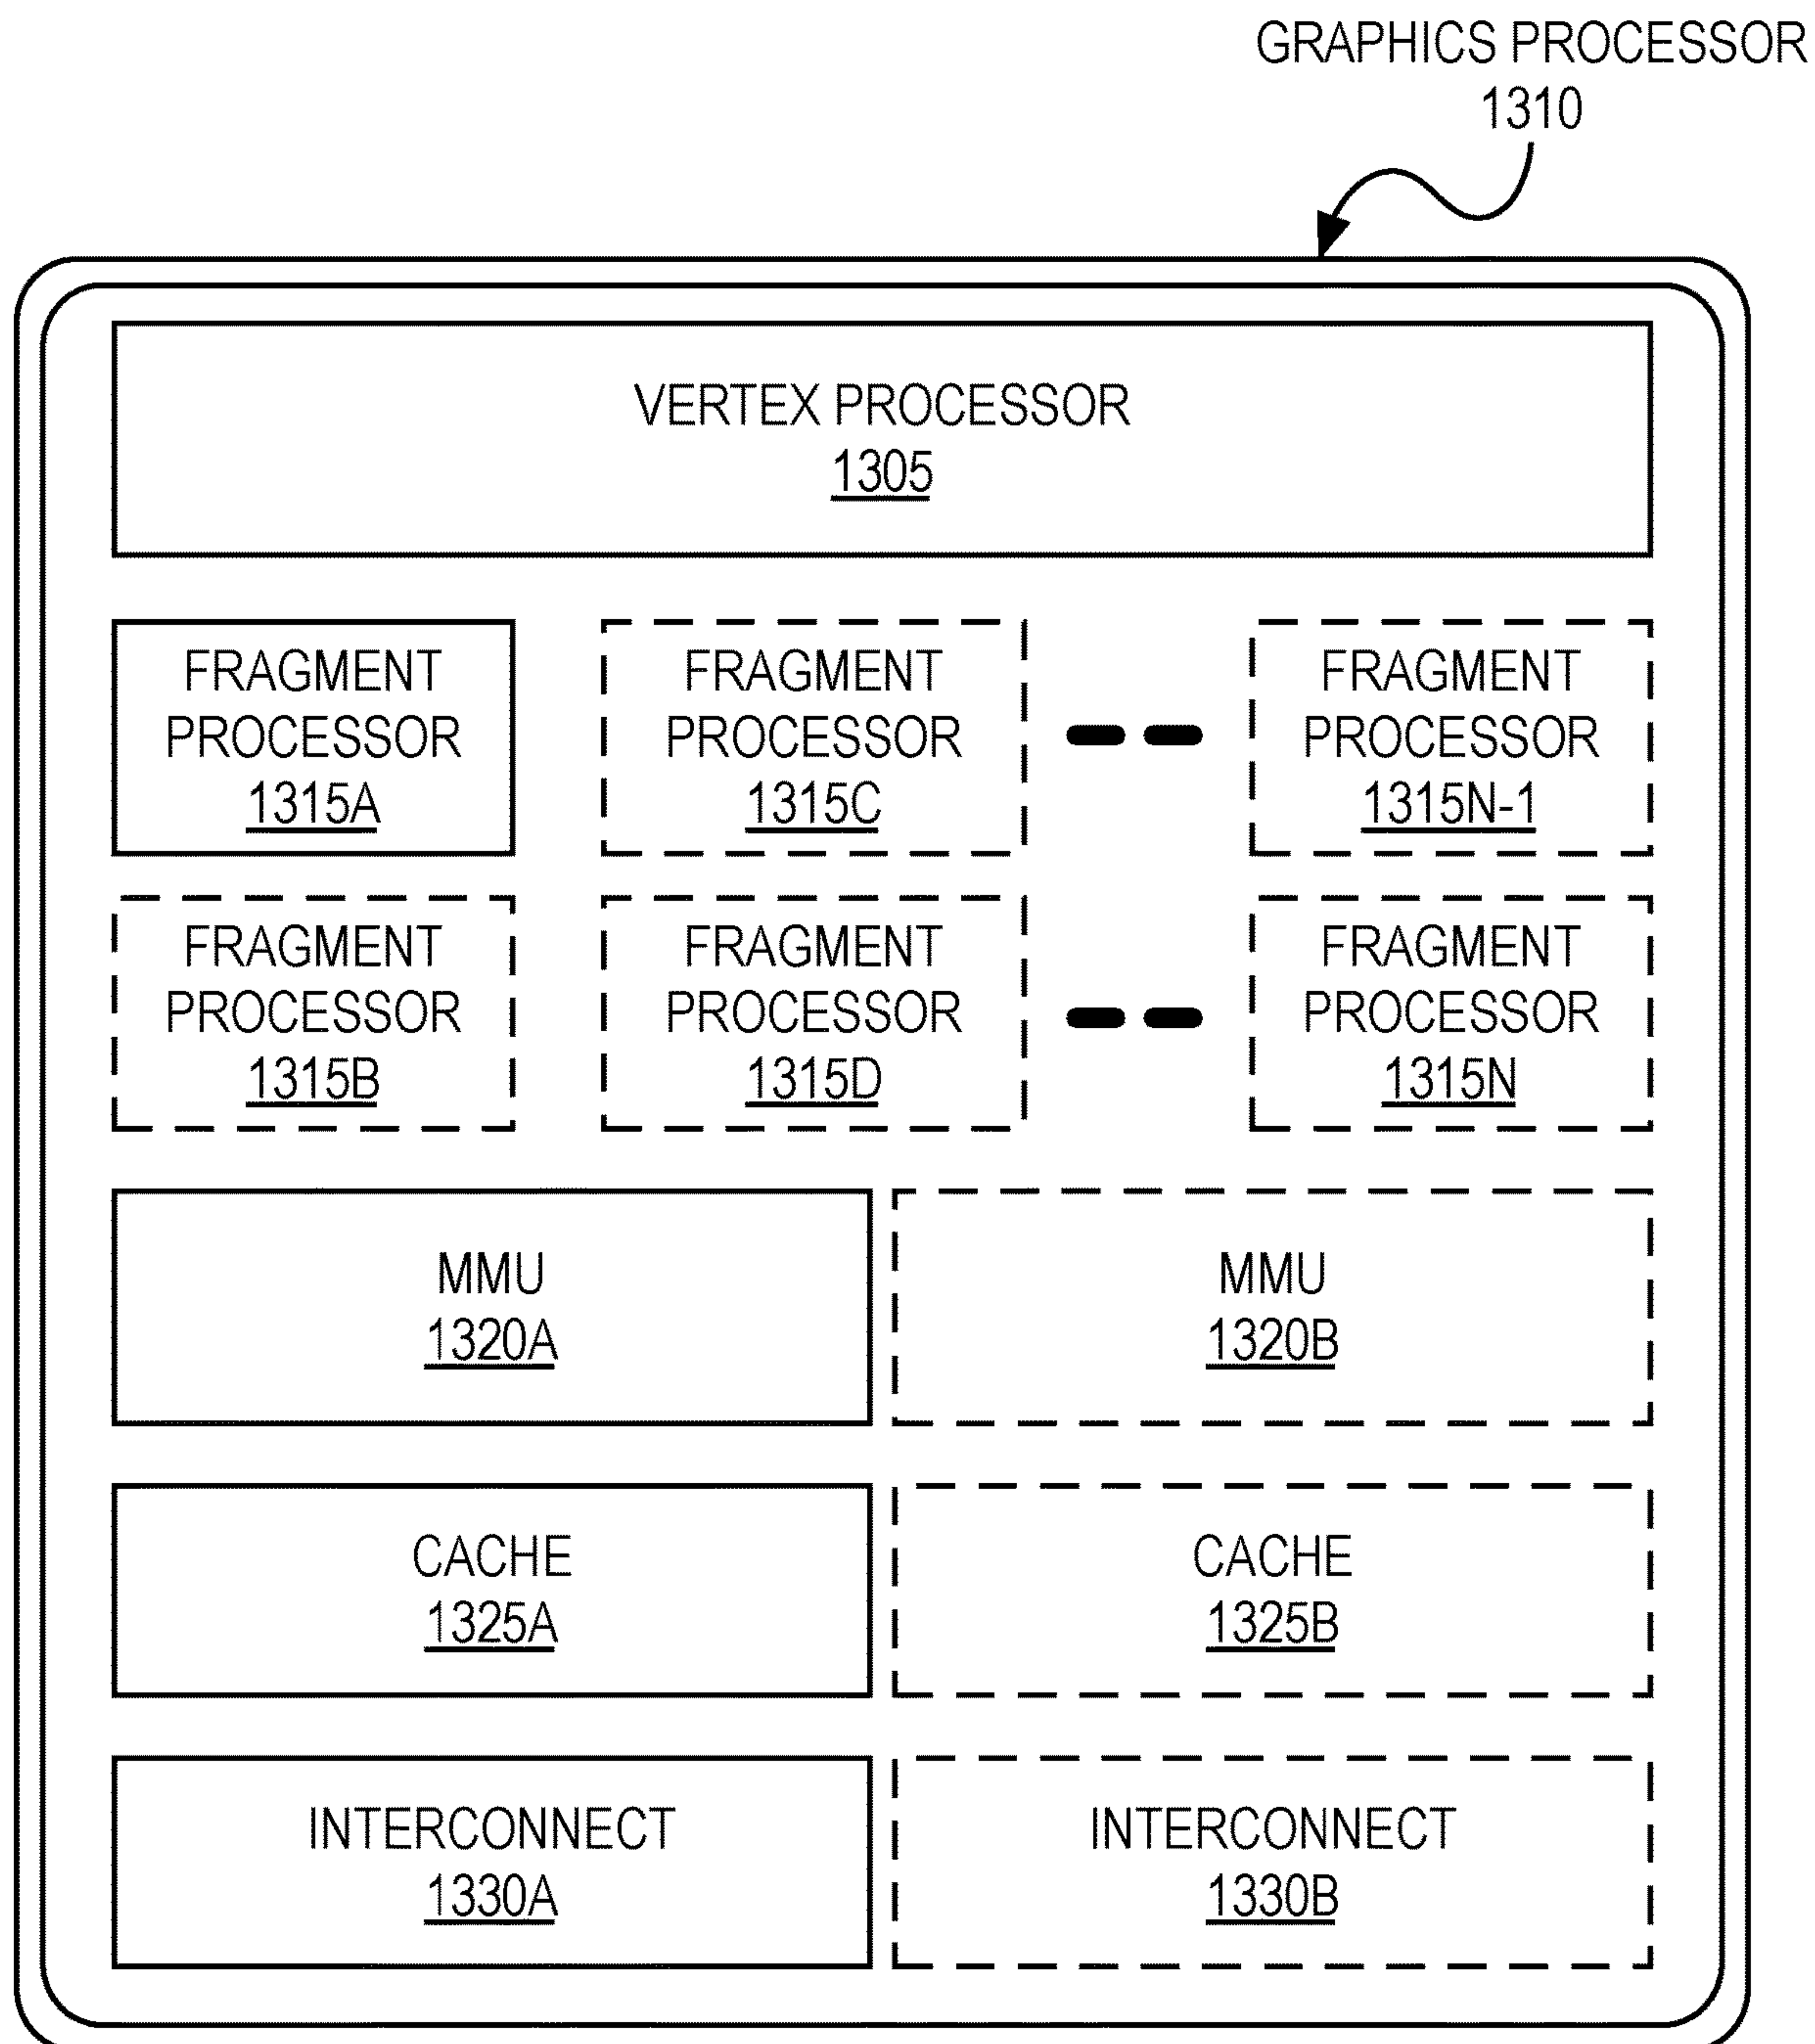 GRAPHICS PROCESSOR
1310
VERTEX PROCESSOR
1305
FRAGMENT
PROCESSOR
1315A
FRAGMENT
PROCESSOR
1315C
FRAGMENT
PROCESSOR
1315N-1
FRAGMENT
PROCESSOR
1315B
FRAGMENT
PROCESSOR
1315D
FRAGMENT
PROCESSOR
1315N
MMU
1320A
MMU
1320B
CACHE
1325A
CACHE
1325B
INTERCONNECT
1330A
INTERCONNECT
1330B